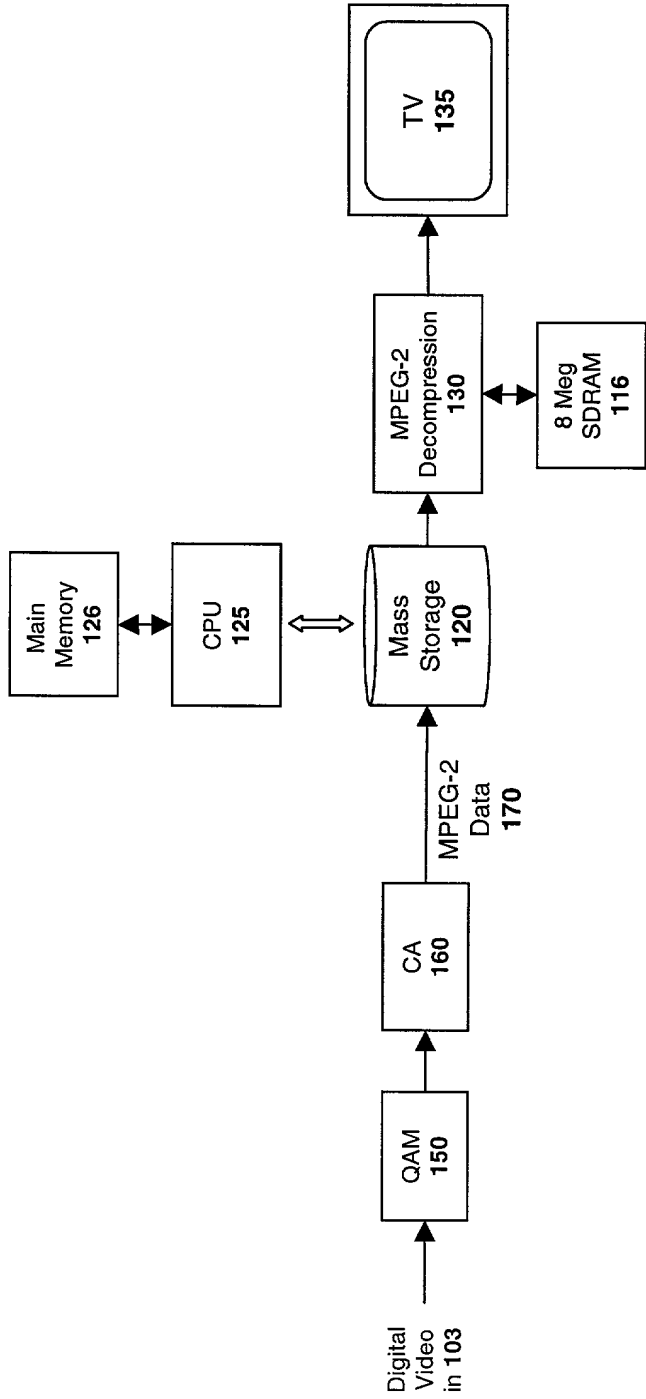 Digital
Video
in 103
QAM
150
CA
160
MPEG-2
Data
170
Main
Memory
126
CPU
125
Mass
Storage
120
MPEG-2
Decompression
130
8 Meg
SDRAM
116
TV
135